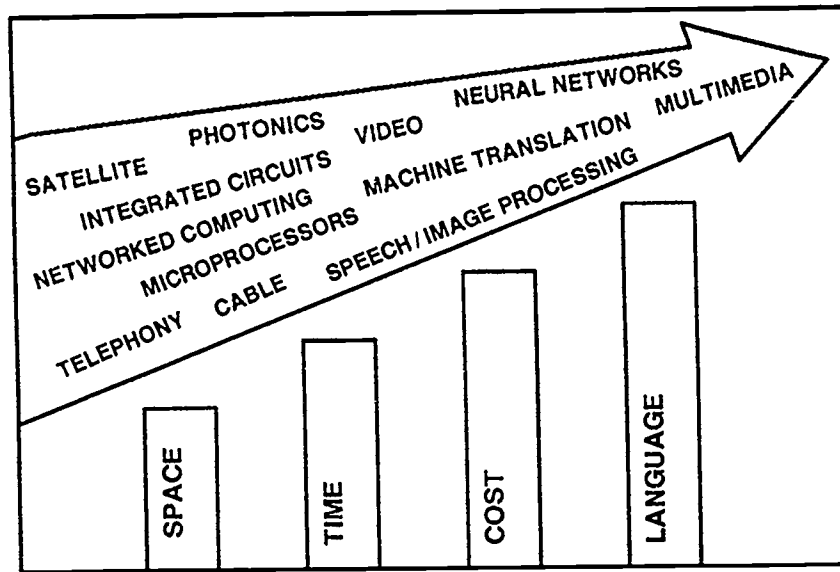 NEURAL NETWORKS
PHOTONICS
VIDEO
MULTIMEDIA
SATELLITE
INTEGRATED CIRCUITS
MACHINE TRANSLATION
NETWORKED COMPUTING
MICROPROCESSORS
SPEECH / IMAGE PROCESSING
CABLE
TELEPHONY
SPACE
TIME
COST
LANGUAGE